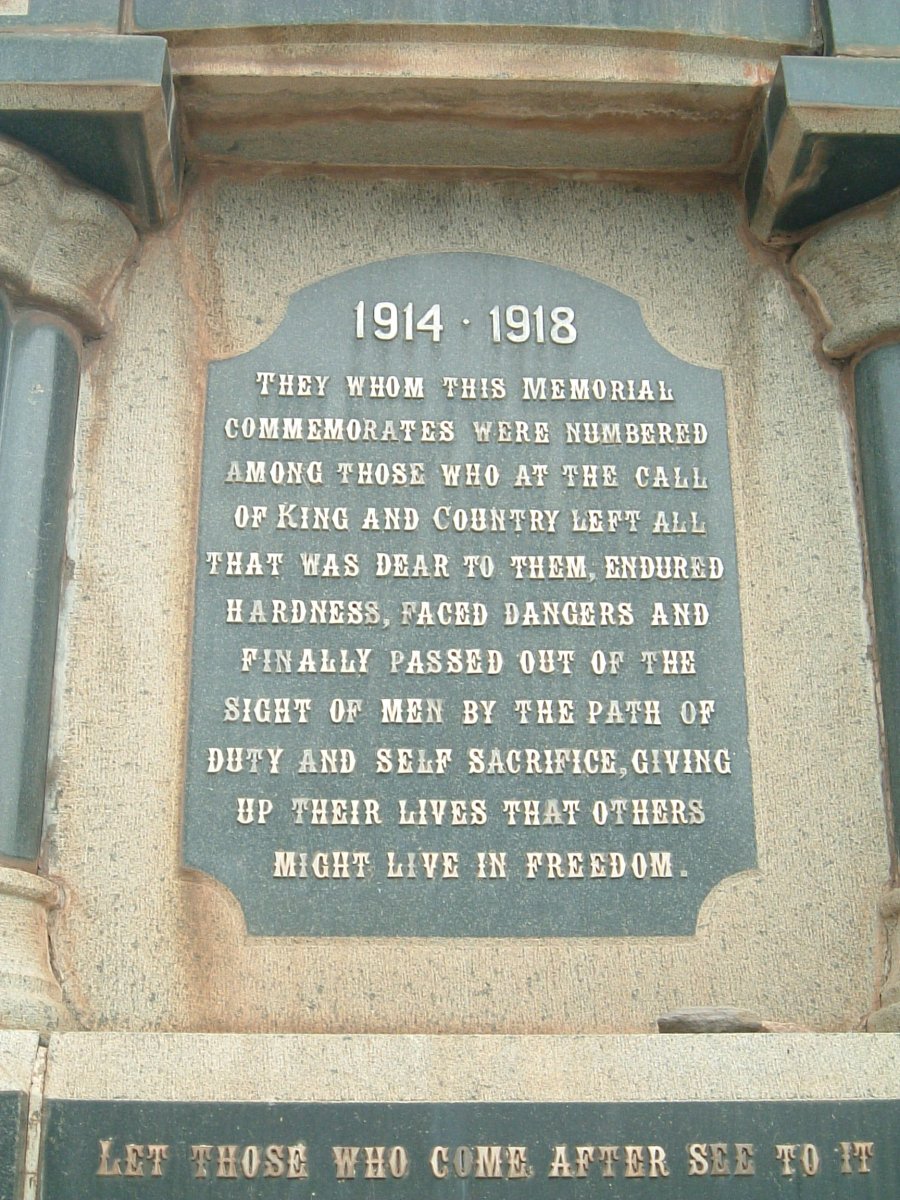 1914 · 1918
THEY WHOM THIS MEMORIAL
COMMEMORATES WERE NUMBERED
AMONG THOSE WHO AT THE CALL
OF KING AND COUNTRY LEFT ALL
THAT WAS DEAR TO THEM, ENDURED
HARDNESS, FACED DANGERS AND
FINALLY PASSED OUT OF THE
SIGHT OF MEN BY THE PATH OF
DUTY AND SELF SACRIFICE, GIVING
UP THEIR LIVES THAT OTHERS
MIGHT LIVE IN FREEDOM.
LET THOSE WHO COME AFTER SEE TO IT